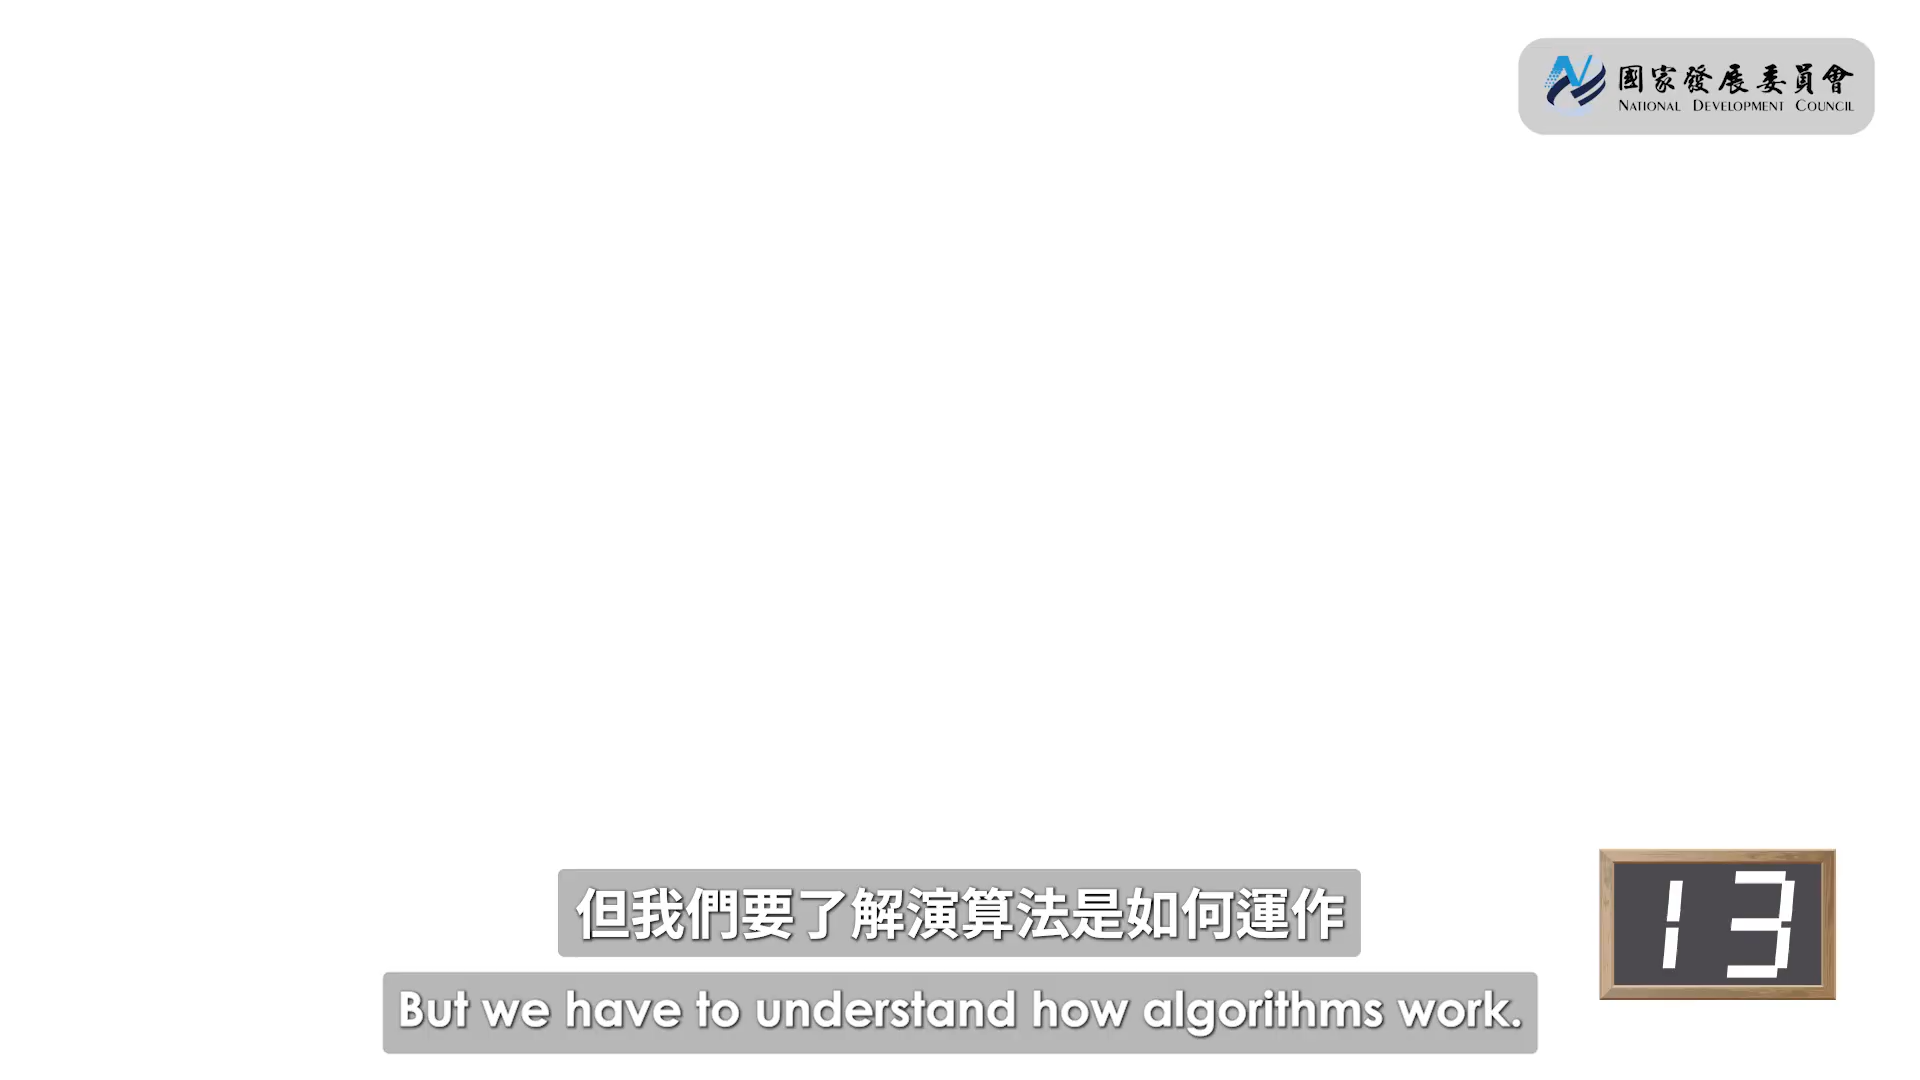 國家發展委員會
NATIONAL DEVELOPMENT COUNCIL
但我們要了解演算法是如何運作
But we have to understand how algorithms work.
13